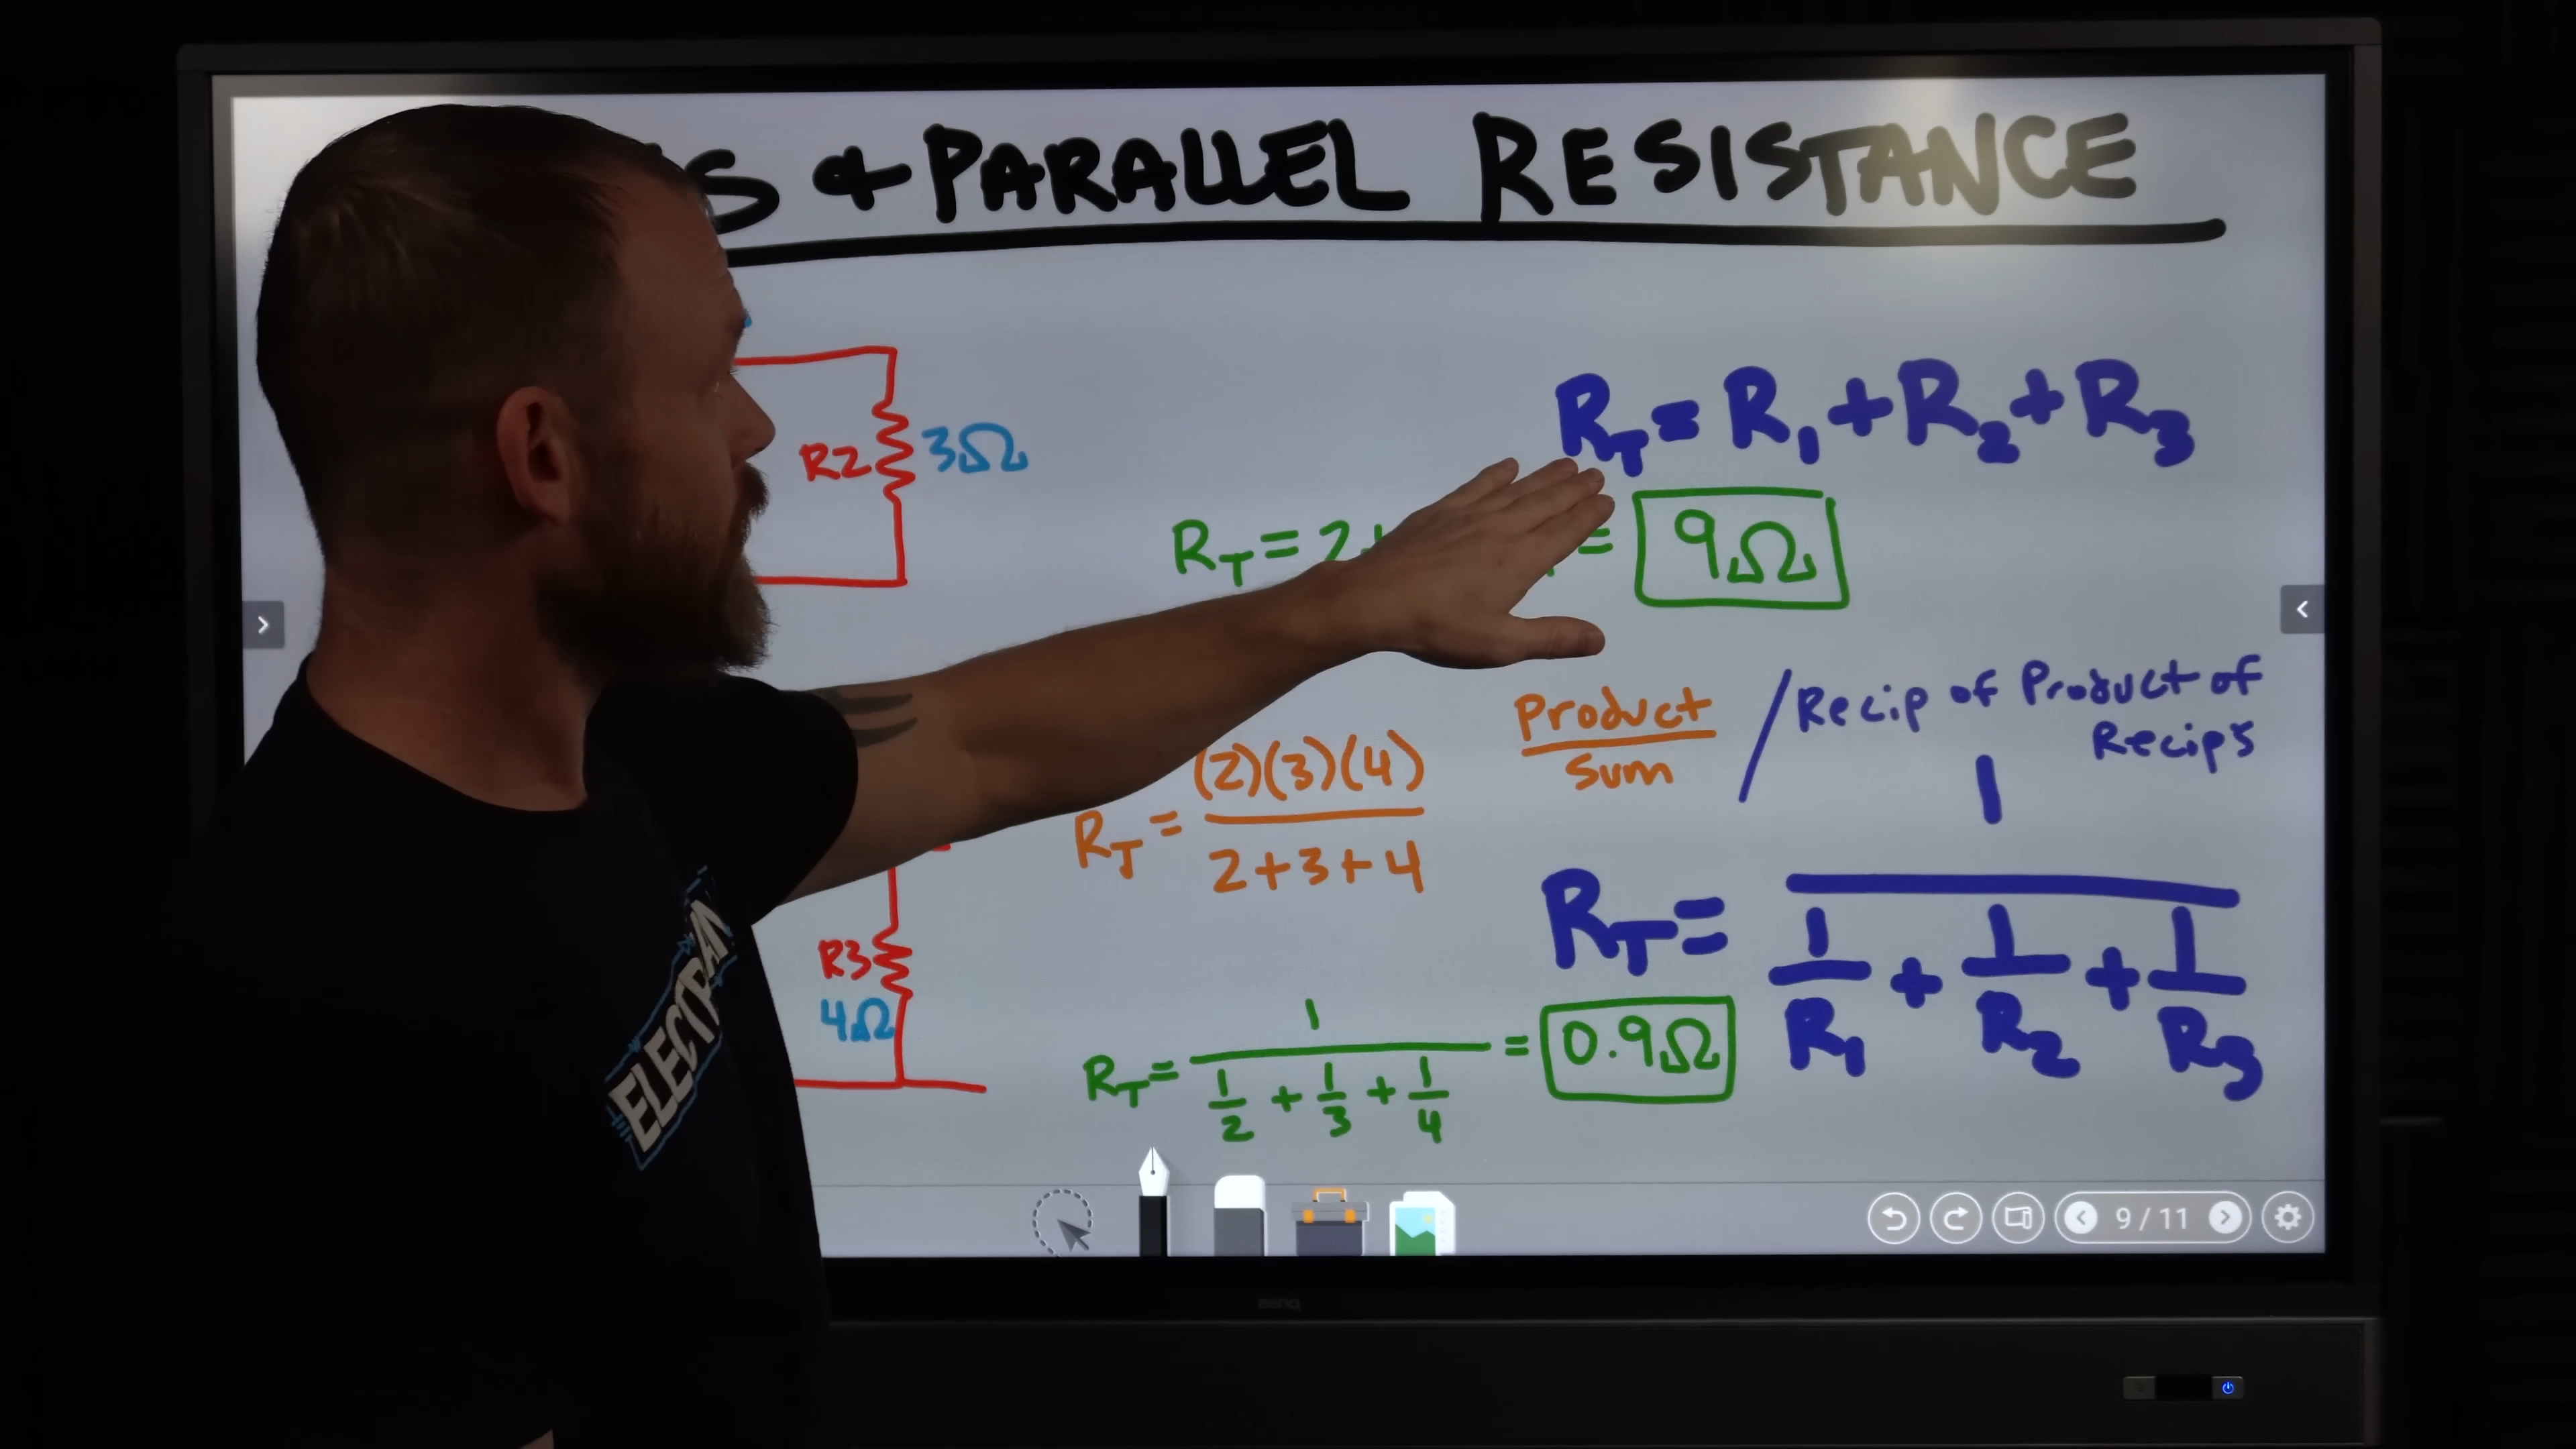 S & PARALLEL RESISTANCE
R2 3Ω
RT = R1 + R2 + R3
RT = 2+ = 9Ω
Product / Recip of Product of
Sum Recips
(2)(3)(4)
RT =
2+3+4
1
RT =
1 + 1 + 1
R1 R2 R3
R3
4Ω
1
RT = = 0.9Ω
1 + 1 + 1
2 3 4
ELECTRIAN
9 / 11
BenQ